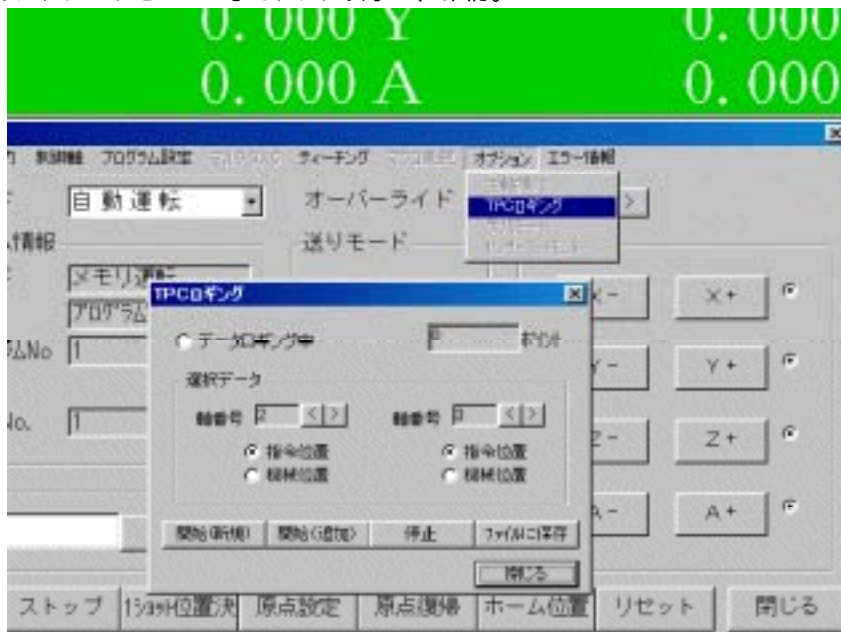 0.000 Y 0.000
0.000 A 0.000
プログラム設定 ティーチング オプション エラー情報
自動運転 オーバーライド TPCロギング >
情報 送りモード
メモリ運転
プログラム
TPCロギング
X+
データロギング中 ポイント
ラムNo 1
Y-
Y+
選択データ
No. 1
軸番号 2 < > 軸番号 3 < >
Z-
Z+
指令位置 指令位置
機械位置 機械位置
A-
A+
開始(新規) 開始(追加) 停止 ファイルに保存
閉じる
ストップ 1ショット位置決 原点設定 原点復帰 ホーム位置 リセット 閉じる